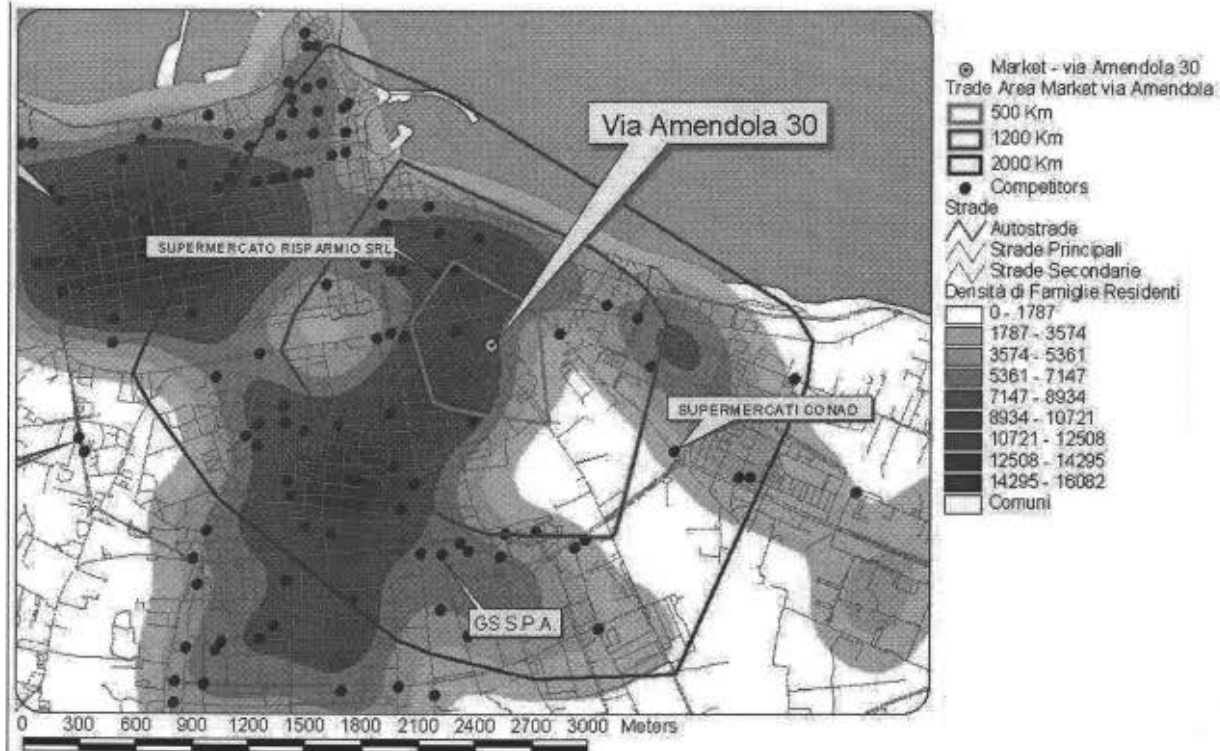 Via Amendola 30
SUPERMERCATO RISPARMIO SRL
SUPERMERCATI CONAD
GS S.P.A.
0 300 600 900 1200 1500 1800 2100 2400 2700 3000 Meters
Market - via Amendola 30
Trade Area Market via Amendola
500 Km
1200 Km
2000 Km
Competitors
Strade
Autostrade
Strade Principali
Strade Secondarie
Densità di Famiglie Residenti
0 - 1787
1787 - 3574
3574 - 5361
5361 - 7147
7147 - 8934
8934 - 10721
10721 - 12508
12508 - 14295
14295 - 16082
Comuni